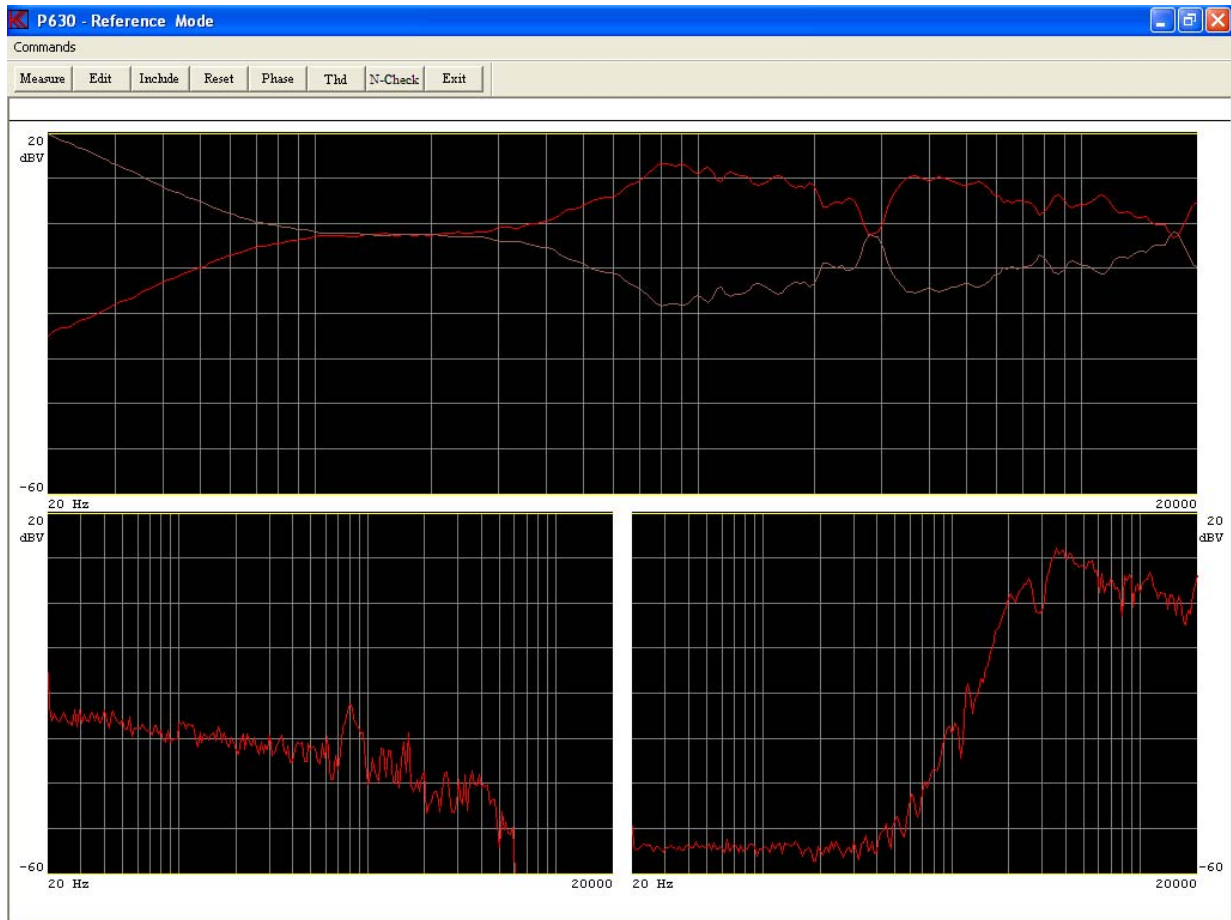 P630 - Reference Mode
Commands
Measure Edit Include Reset Phase Thd N-Check Exit
20
dBV
-60
20 Hz 20000
20 20
dBV dBV
-60 -60
20 Hz 20000 20 Hz 20000